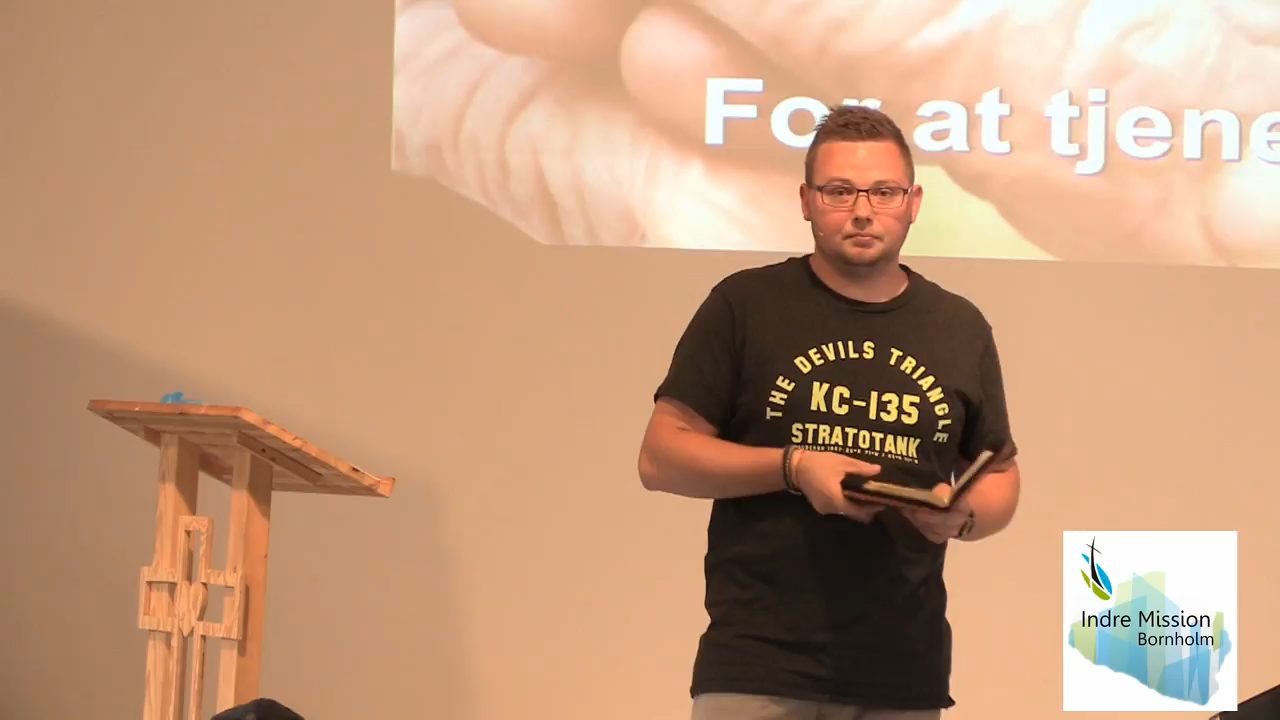 For at tjene
THE DEVILS TRIANGLE
KC-135
STRATOTANK
Indre Mission
Bornholm